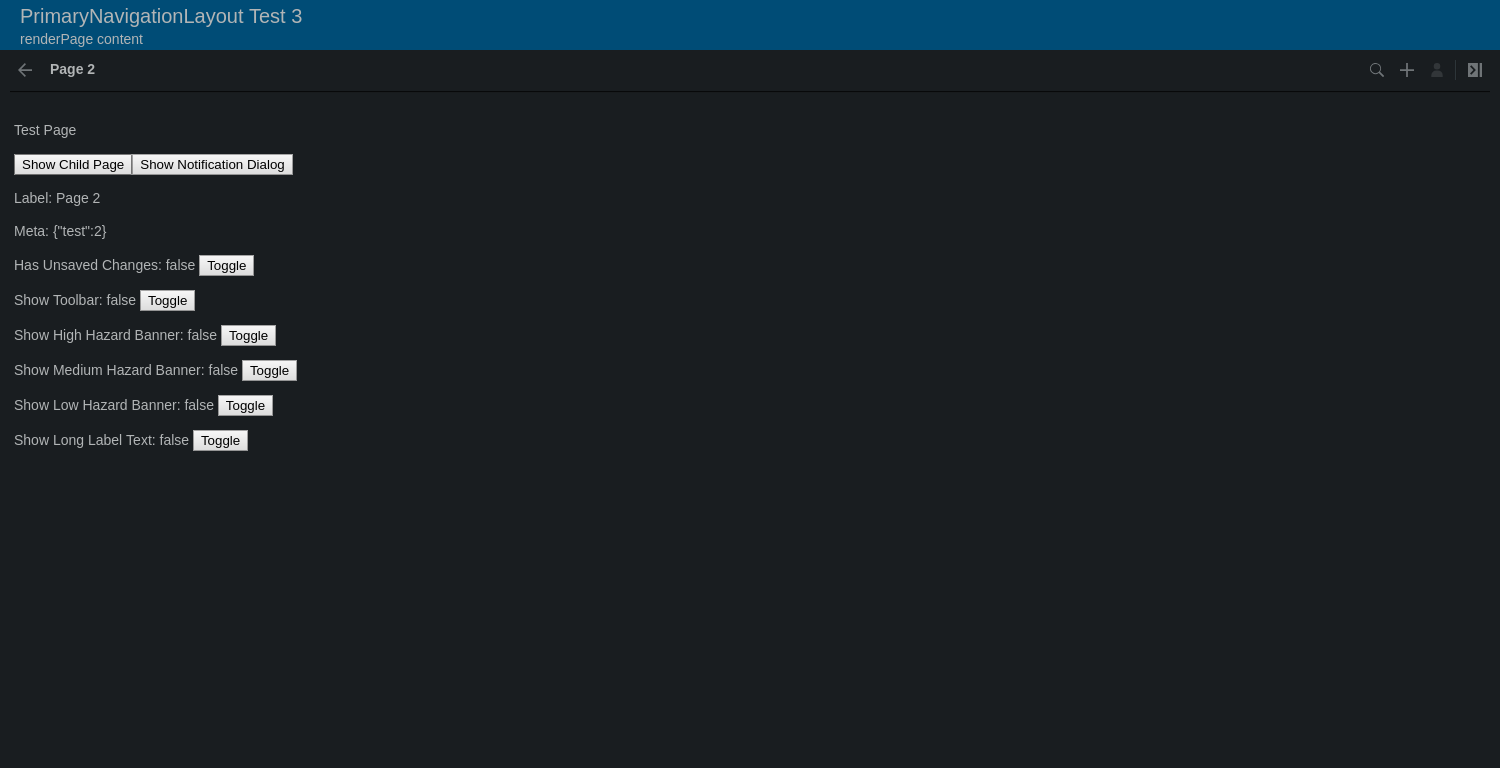 PrimaryNavigationLayout Test 3
renderPage content
Page 2
Test Page
Show Child Page Show Notification Dialog
Label: Page 2
Meta: {"test":2}
Has Unsaved Changes: false Toggle
Show Toolbar: false Toggle
Show High Hazard Banner: false Toggle
Show Medium Hazard Banner: false Toggle
Show Low Hazard Banner: false Toggle
Show Long Label Text: false Toggle